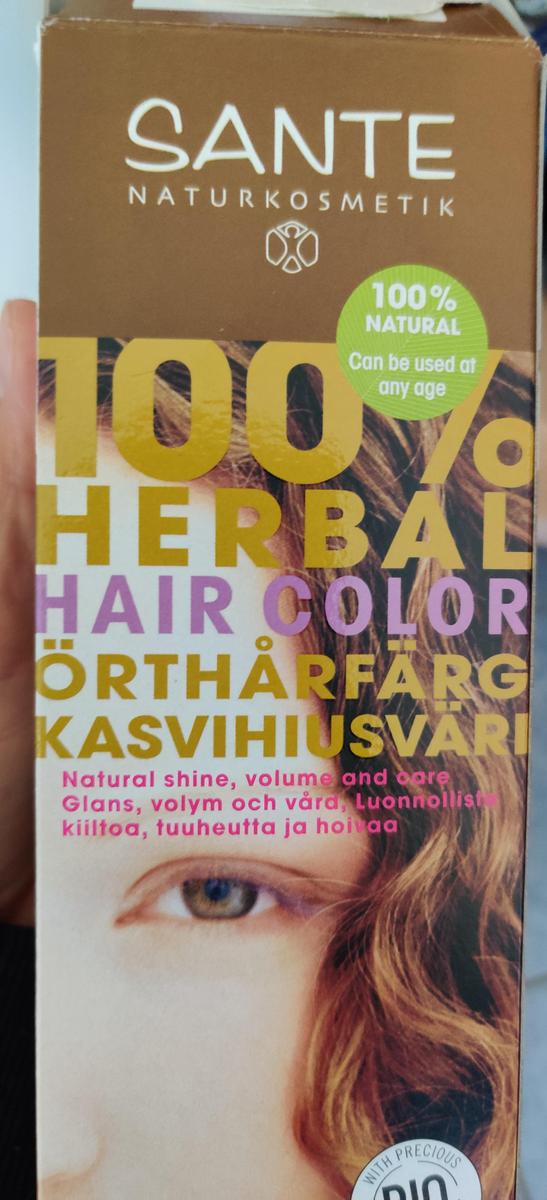 SANTE
NATURKOSMETIK
100%
NATURAL
Can be used at
any age
100%
HERBAL
HAIR COLOR
ÖRTHÅRFÄRG
KASVIHIUSVÄRI
Natural shine, volume and care
Glans, volym och vård, Luonnollista
kiiltoa, tuuheutta ja hoivaa
WITH PRECIOUS
BIO